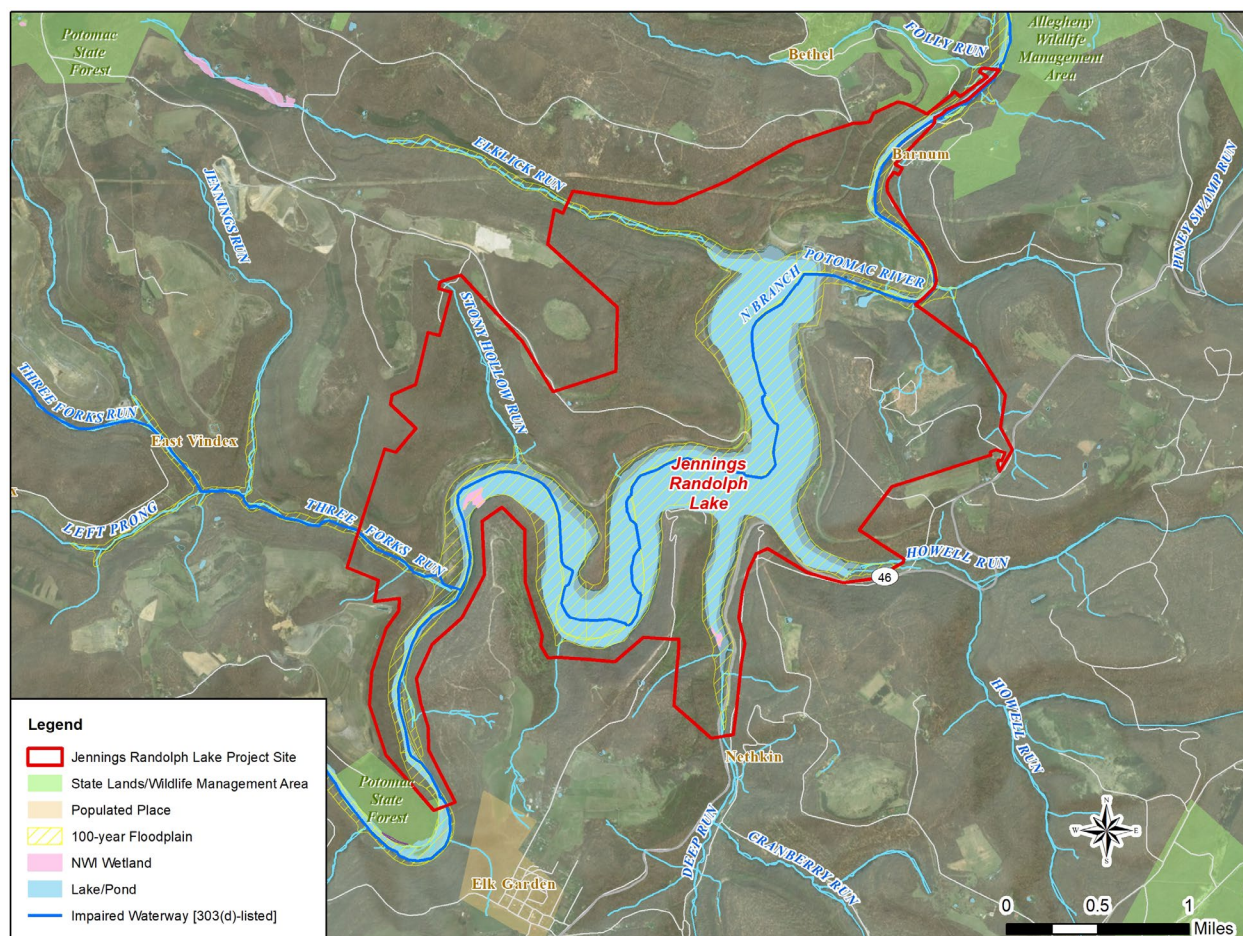 Potomac
State
Forest
FOLLY RUN
Allegheny
Wildlife
Management
Area
Bethel
ELKLICK RUN
Barnum
JENNINGS RUN
PINEY SWAMP RUN
N BRANCH
POTOMAC RIVER
STONY HOLLOW RUN
THREE FORKS RUN
East Vindex
Jennings
Randolph
Lake
LEFT PRONG
THREE FORKS RUN
HOWELL RUN
46
HOWELL RUN
Nethkin
Potomac
State
Forest
DEEP RUN
CRANBERRY RUN
Elk Garden
Legend
Jennings Randolph Lake Project Site
State Lands/Wildlife Management Area
Populated Place
100-year Floodplain
NWI Wetland
Lake/Pond
Impaired Waterway [303(d)-listed]
N
W E
S
0 0.5 1
Miles